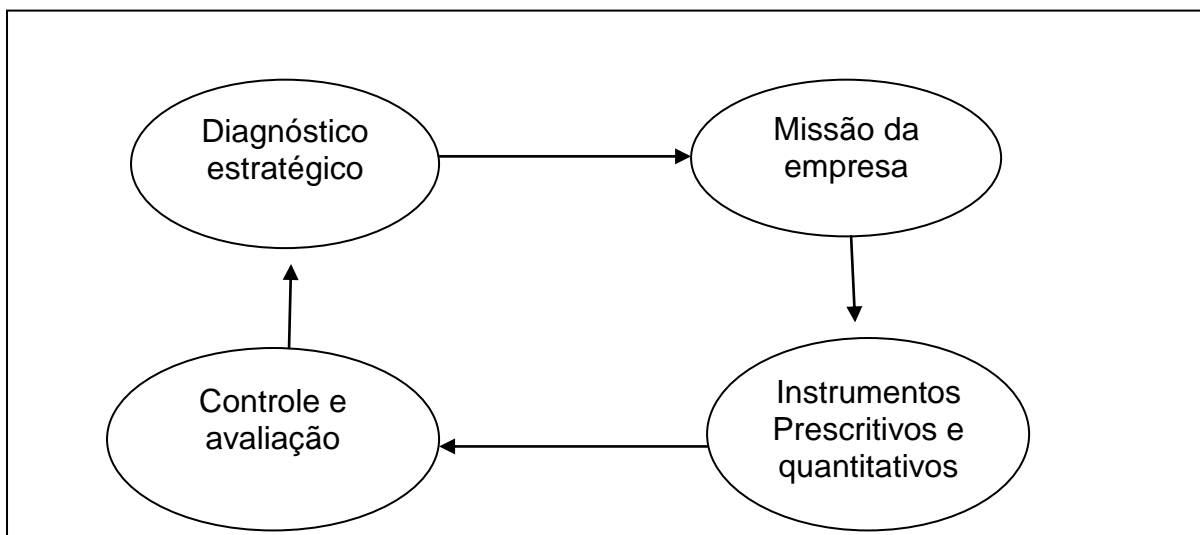 Diagnóstico
estratégico
Missão da
empresa
Controle e
avaliação
Instrumentos
Prescritivos e
quantitativos